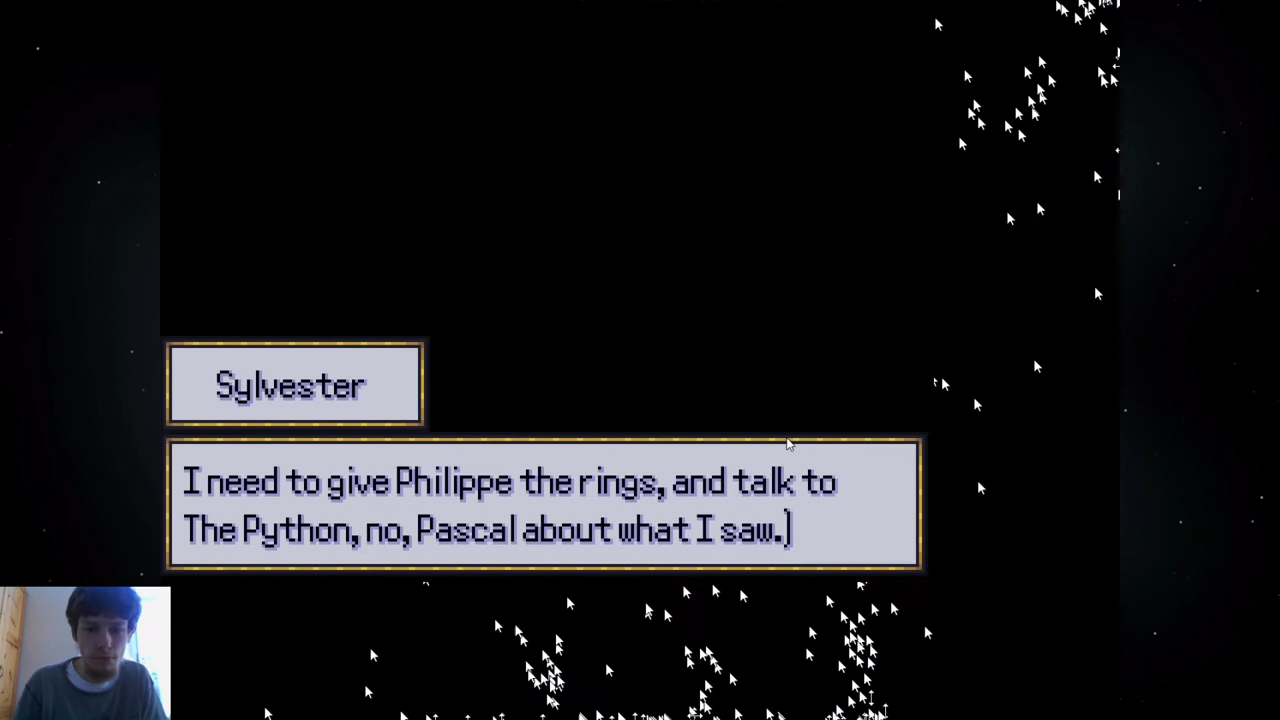 Sylvester
I need to give Philippe the rings, and talk to
The Python, no, Pascal about what I saw.)